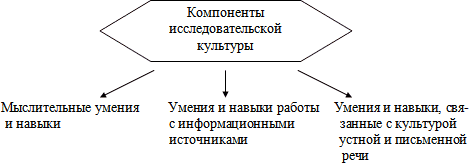 Компоненты
исследовательской
культуры
Мыслительные умения
и навыки
Умения и навыки работы
с информационными
источниками
Умения и навыки, свя-
занные с культурой
устной и письменной
речи